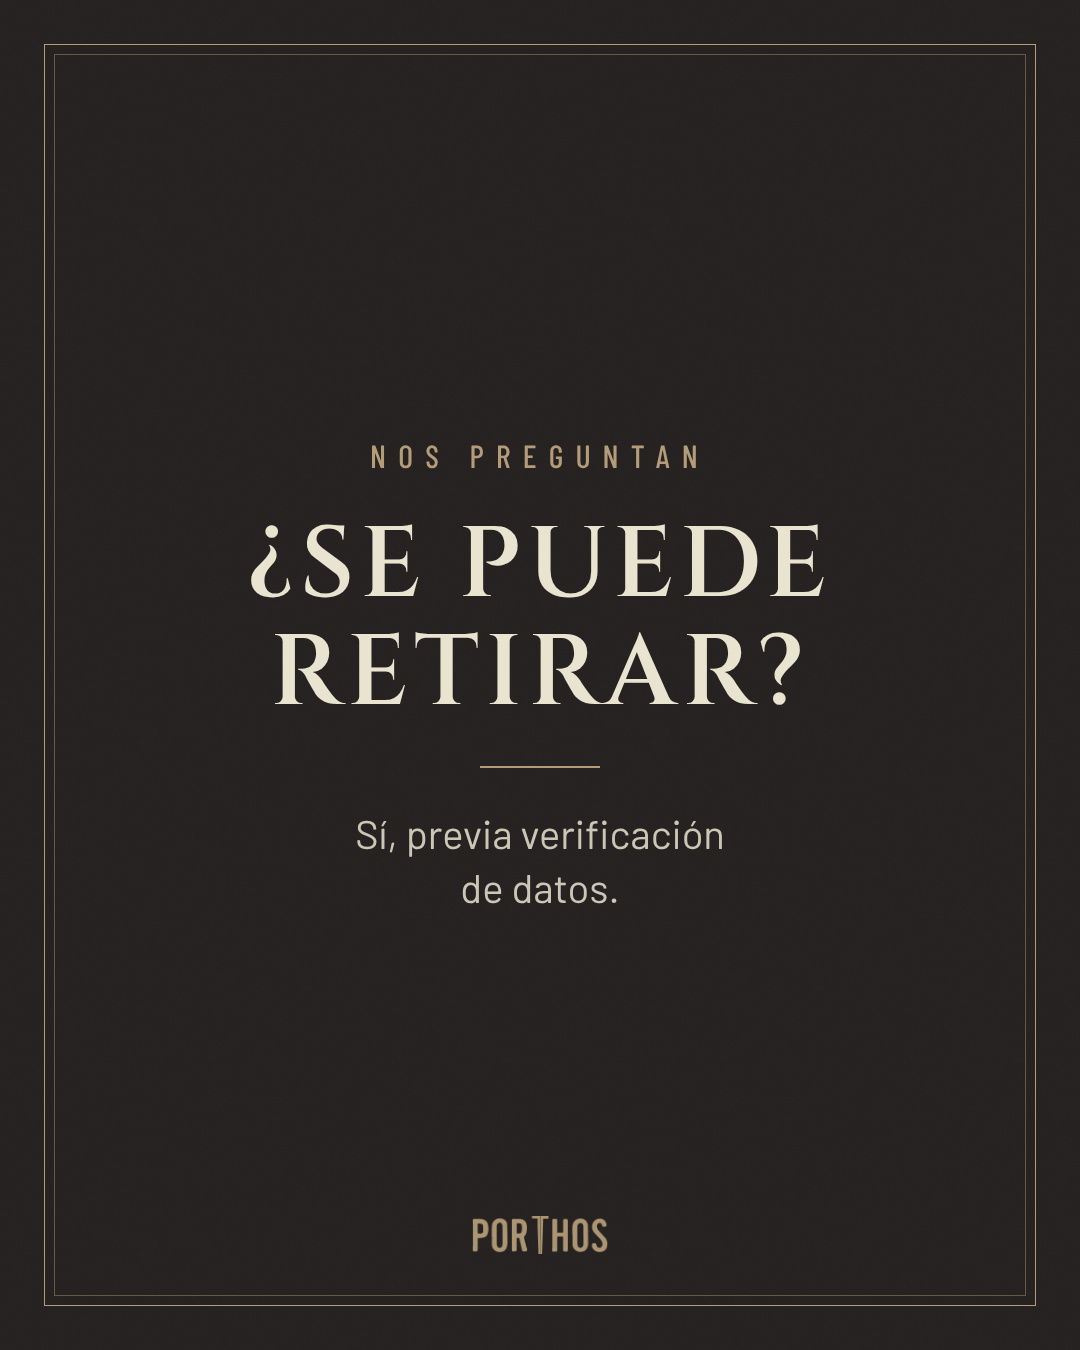 NOS PREGUNTAN
¿SE PUEDE
RETIRAR?
Sí, previa verificación
de datos.
PORTHOS